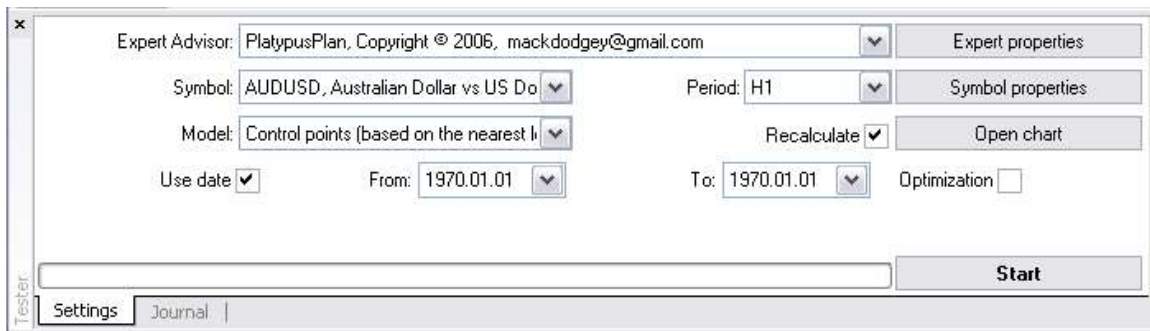 Expert Advisor: PlatypusPlan, Copyright © 2006, mackdodgey@gmail.com Expert properties
Symbol: AUDUSD, Australian Dollar vs US Do Period: H1 Symbol properties
Model: Control points (based on the nearest l Recalculate Open chart
Use date From: 1970.01.01 To: 1970.01.01 Optimization
Start
Tester
Settings Journal